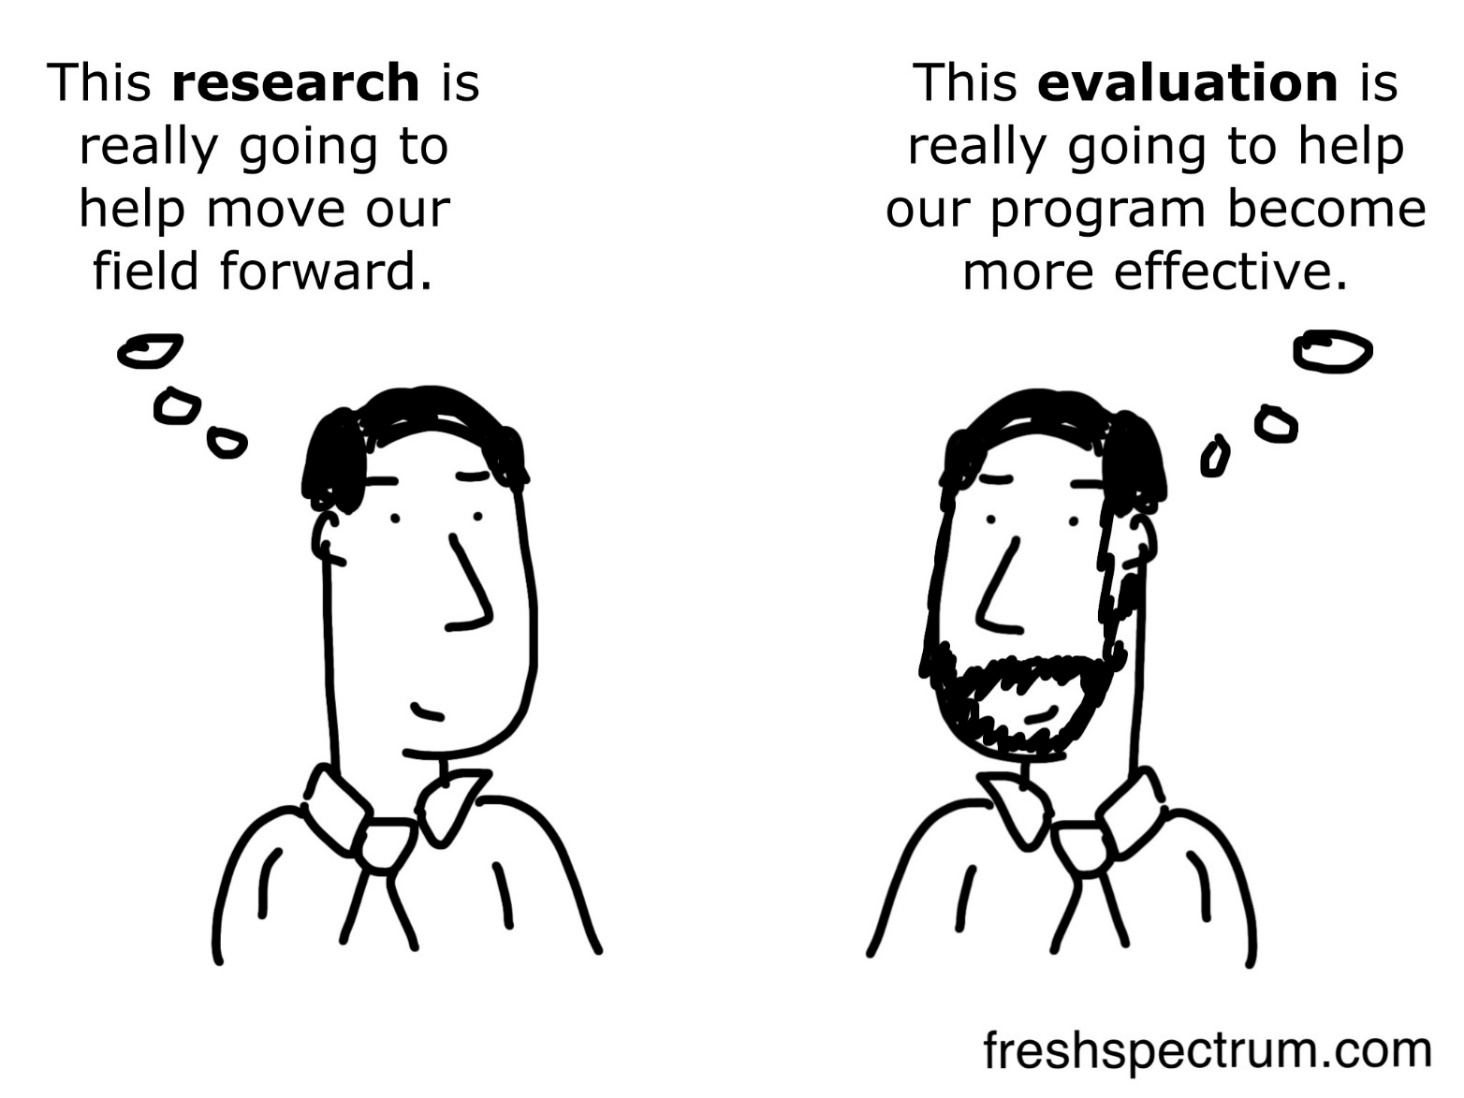 This research is
really going to
help move our
field forward.
This evaluation is
really going to help
our program become
more effective.
freshspectrum.com